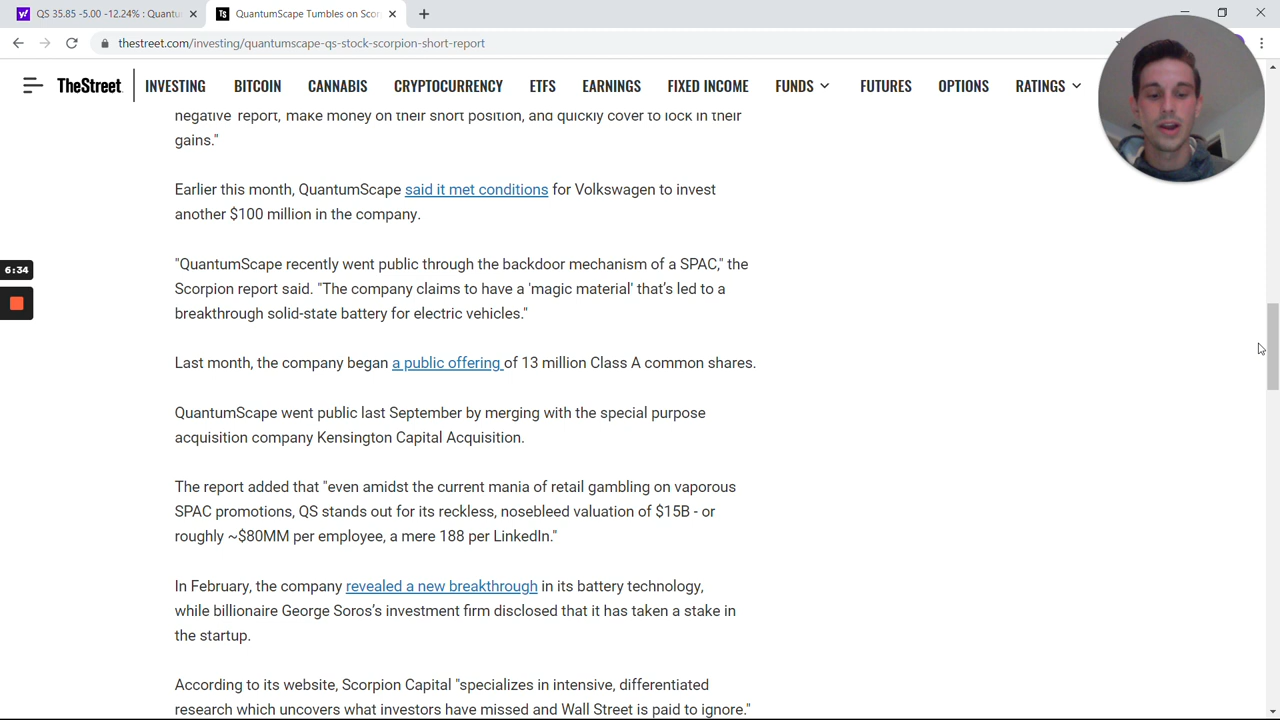 QS 35.85 -5.00 -12.24% : Quantu
QuantumScape Tumbles on Scor
thestreet.com/investing/quantumscape-qs-stock-scorpion-short-report
TheStreet
INVESTING
BITCOIN
CANNABIS
CRYPTOCURRENCY
ETFS
EARNINGS
FIXED INCOME
FUNDS
FUTURES
OPTIONS
RATINGS
negative report, make money on their short position, and quickly cover to lock in their
gains."
Earlier this month, QuantumScape said it met conditions for Volkswagen to invest
another $100 million in the company.
6:34
"QuantumScape recently went public through the backdoor mechanism of a SPAC," the
Scorpion report said. "The company claims to have a 'magic material' that's led to a
breakthrough solid-state battery for electric vehicles."
Last month, the company began a public offering of 13 million Class A common shares.
QuantumScape went public last September by merging with the special purpose
acquisition company Kensington Capital Acquisition.
The report added that "even amidst the current mania of retail gambling on vaporous
SPAC promotions, QS stands out for its reckless, nosebleed valuation of $15B - or
roughly ~$80MM per employee, a mere 188 per LinkedIn."
In February, the company revealed a new breakthrough in its battery technology,
while billionaire George Soros's investment firm disclosed that it has taken a stake in
the startup.
According to its website, Scorpion Capital "specializes in intensive, differentiated
research which uncovers what investors have missed and Wall Street is paid to ignore."